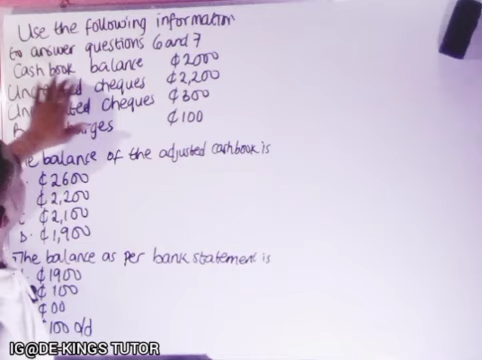 Use the following information
to answer questions 6 and 7
Cash book balance ₵2000
cheques ₵2,200
cheques ₵300
₵100
balance of the adjusted cashbook is
₵2600
₵2,200
₵2,100
D. ₵1,900
The balance as per bank statement is
₵1900
₵100
₵00
100 o/d
IG@DE-KINGS TUTOR